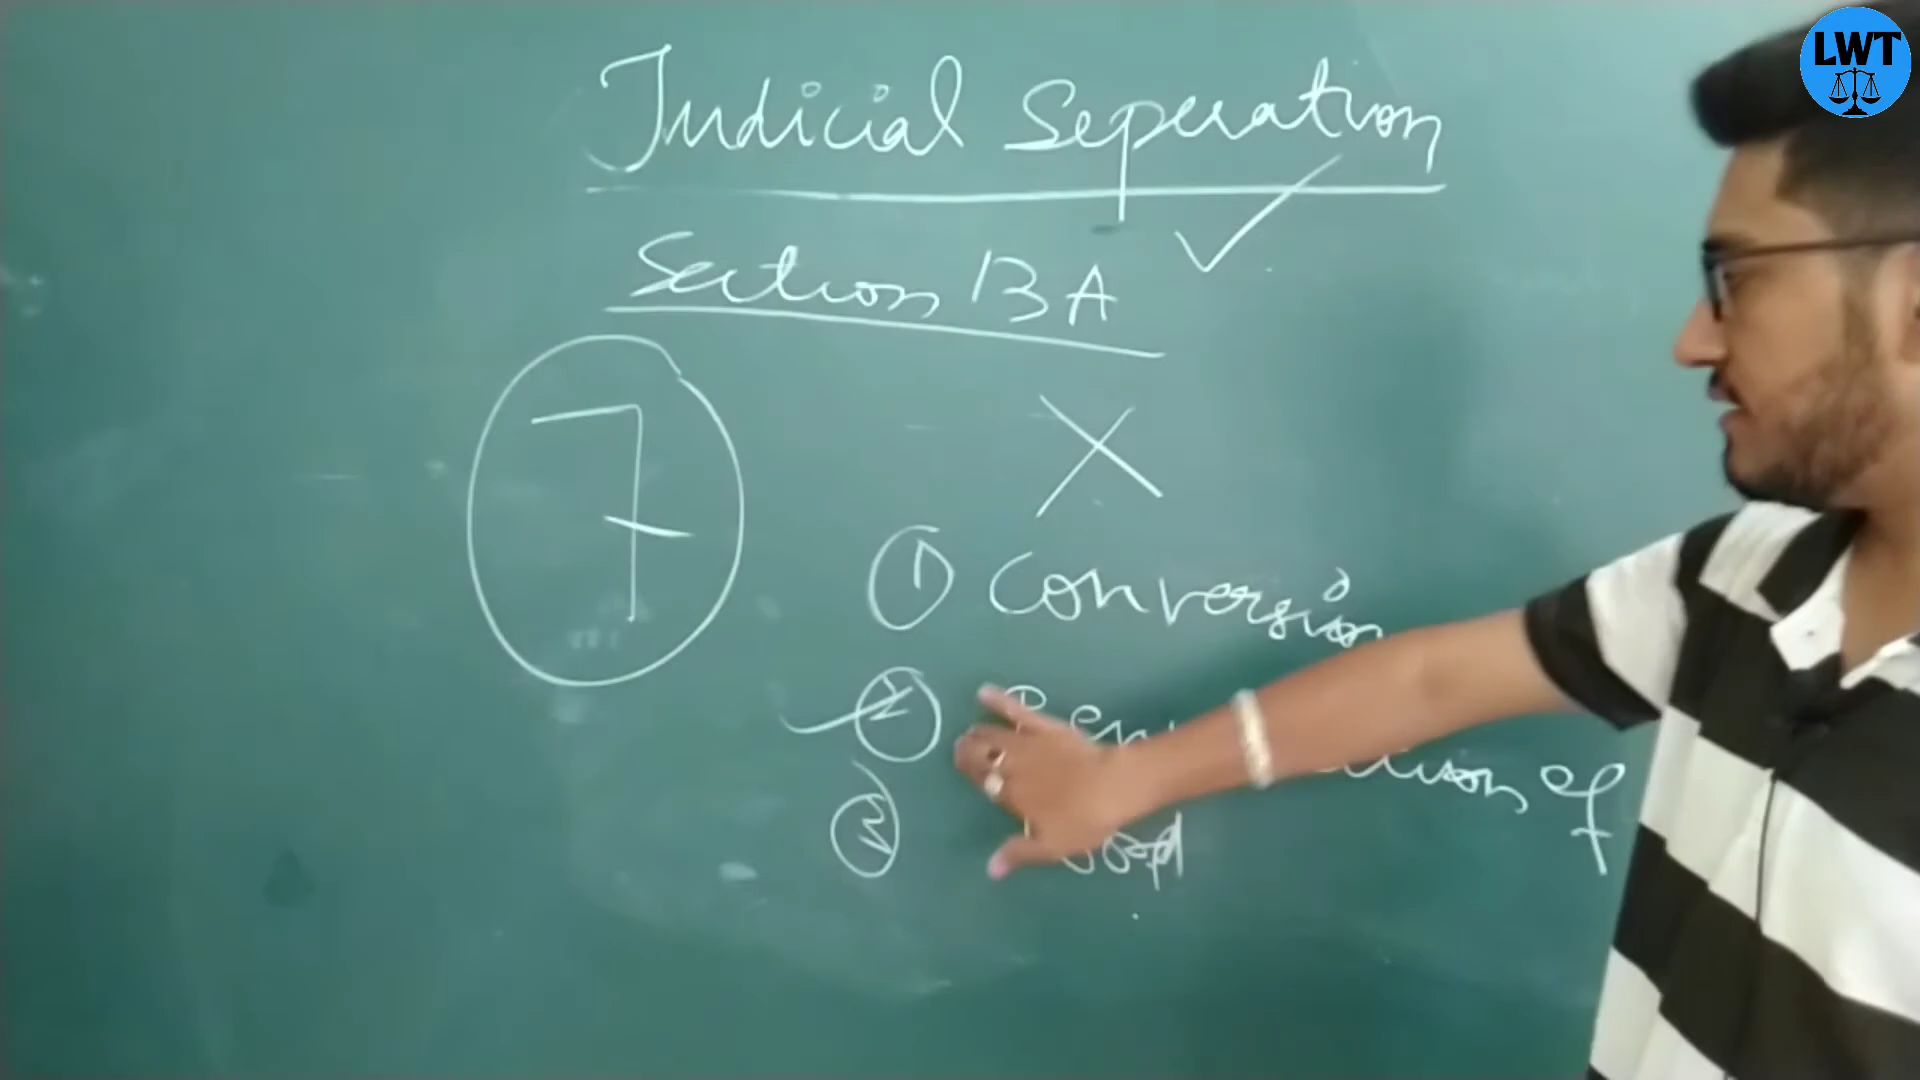 LWT
Judicial Seperation
Section 13A
7
① Conversion
② of
③